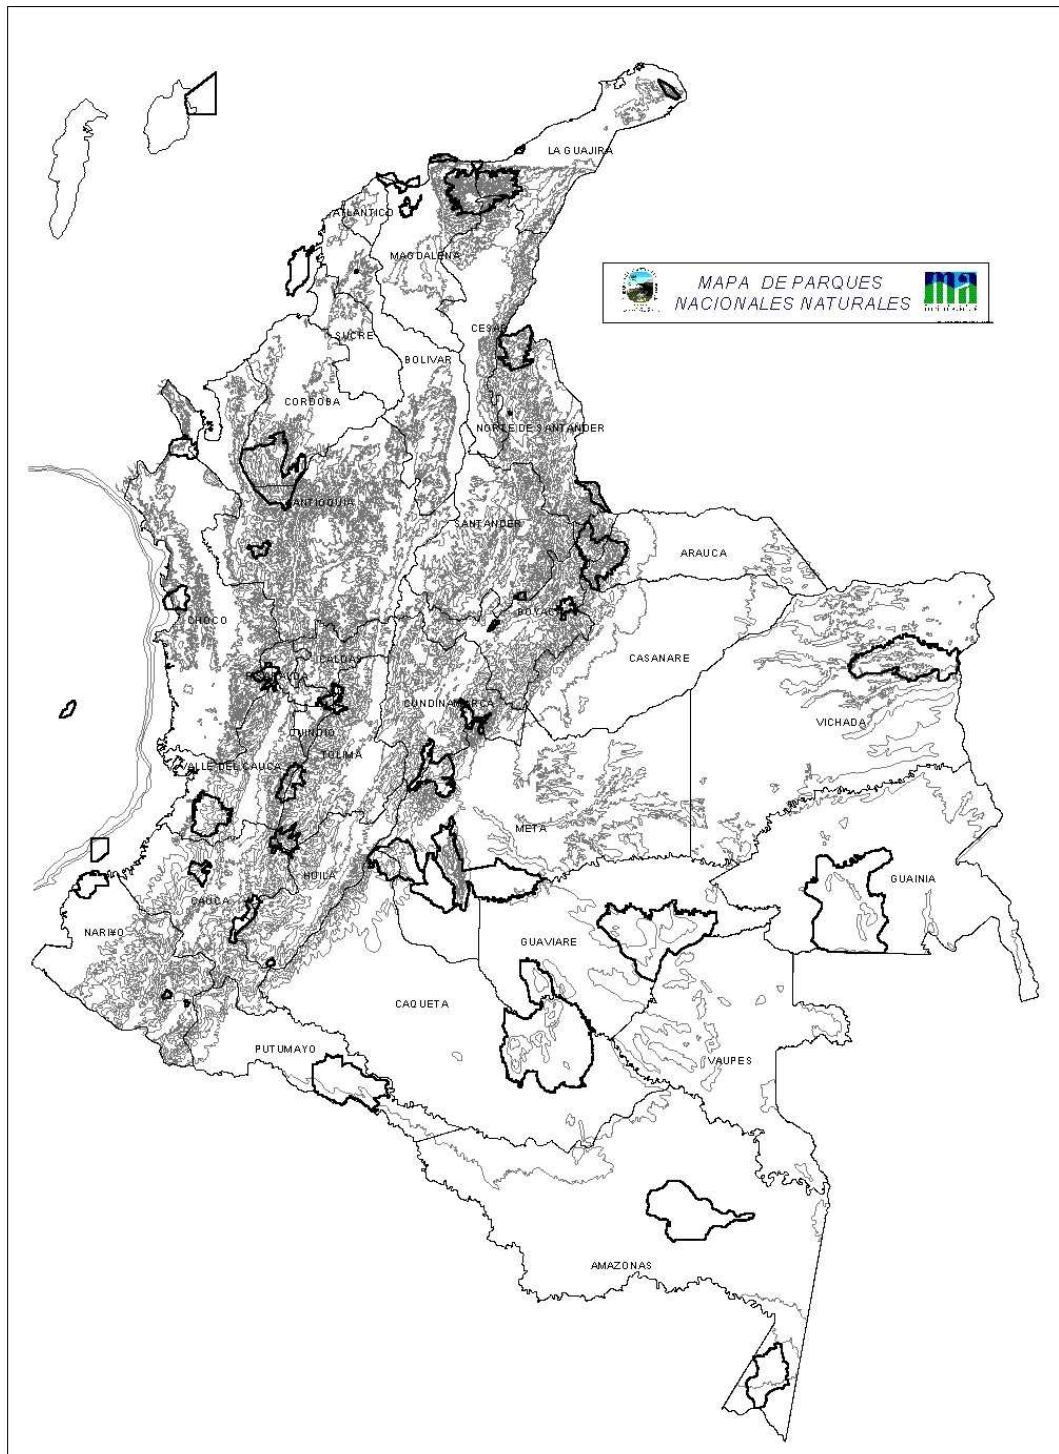 LA GUAJIRA
ATLANTICO
MAGDALENA
MAPA DE PARQUES
NACIONALES NATURALES
CESAR
SUCRE
BOLIVAR
CORDOBA
NORTE DE SANTANDER
ANTIOQUIA
SANTANDER
ARAUCA
BOYACA
CHOCO
CALDAS
CASANARE
CUNDINAMARCA
VICHADA
QUINDIO
TOLIMA
VALLE DEL CAUCA
META
HUILA
GUAINIA
CAUCA
NARIÑO
GUAVIARE
CAQUETA
PUTUMAYO
VAUPES
AMAZONAS